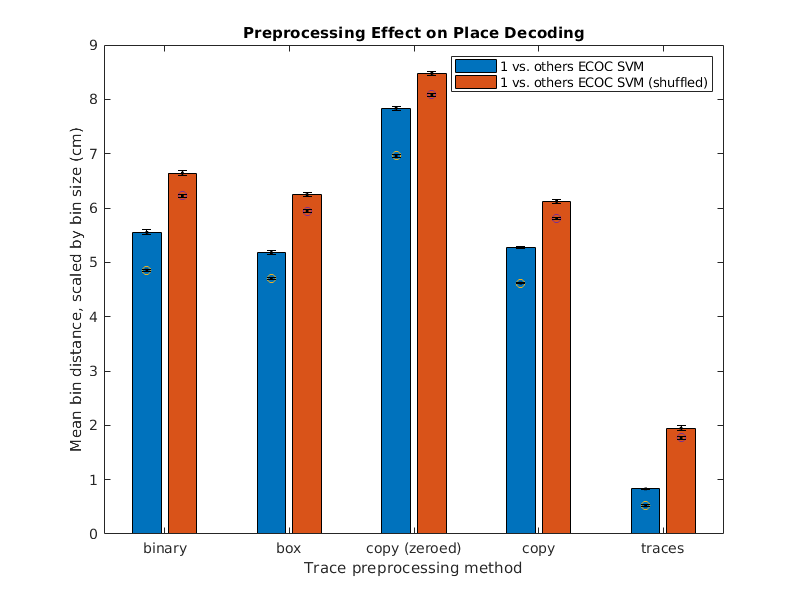 Preprocessing Effect on Place Decoding
1 vs. others ECOC SVM
1 vs. others ECOC SVM (shuffled)
Mean bin distance, scaled by bin size (cm)
9
8
7
6
5
4
3
2
1
0
binary box copy (zeroed) copy traces
Trace preprocessing method